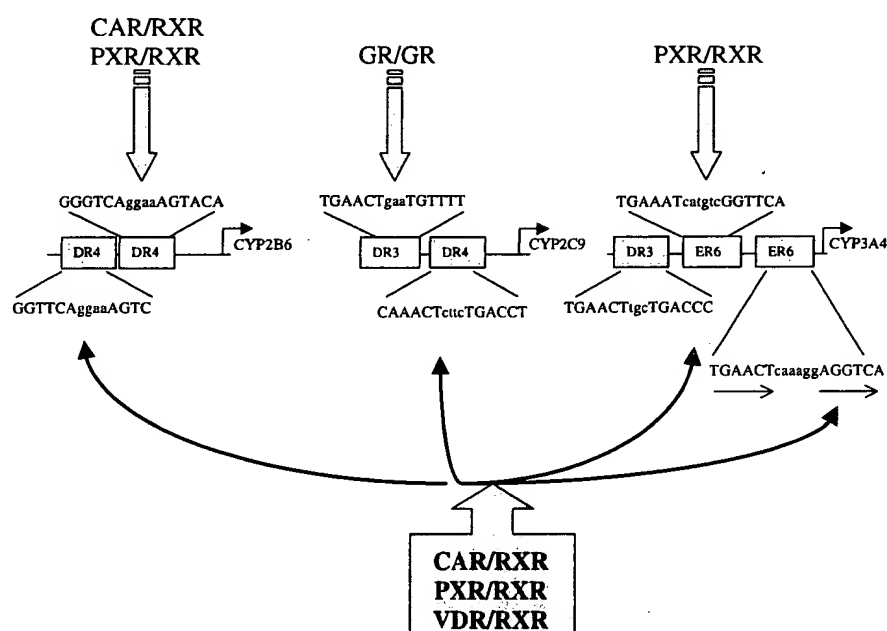 CAR/RXR
PXR/RXR
GR/GR
PXR/RXR
GGGTCAggaaAGTACA
TGAACTgaaTGTTTT
TGAAATcatgtcGGTTCA
DR4
DR4
CYP2B6
DR3
DR4
CYP2C9
DR3
ER6
ER6
CYP3A4
GGTTCAggaaAGTC
CAAACTcttcTGACCT
TGAACTtgcTGACCC
TGAACTcaaaggAGGTCA
CAR/RXR
PXR/RXR
VDR/RXR